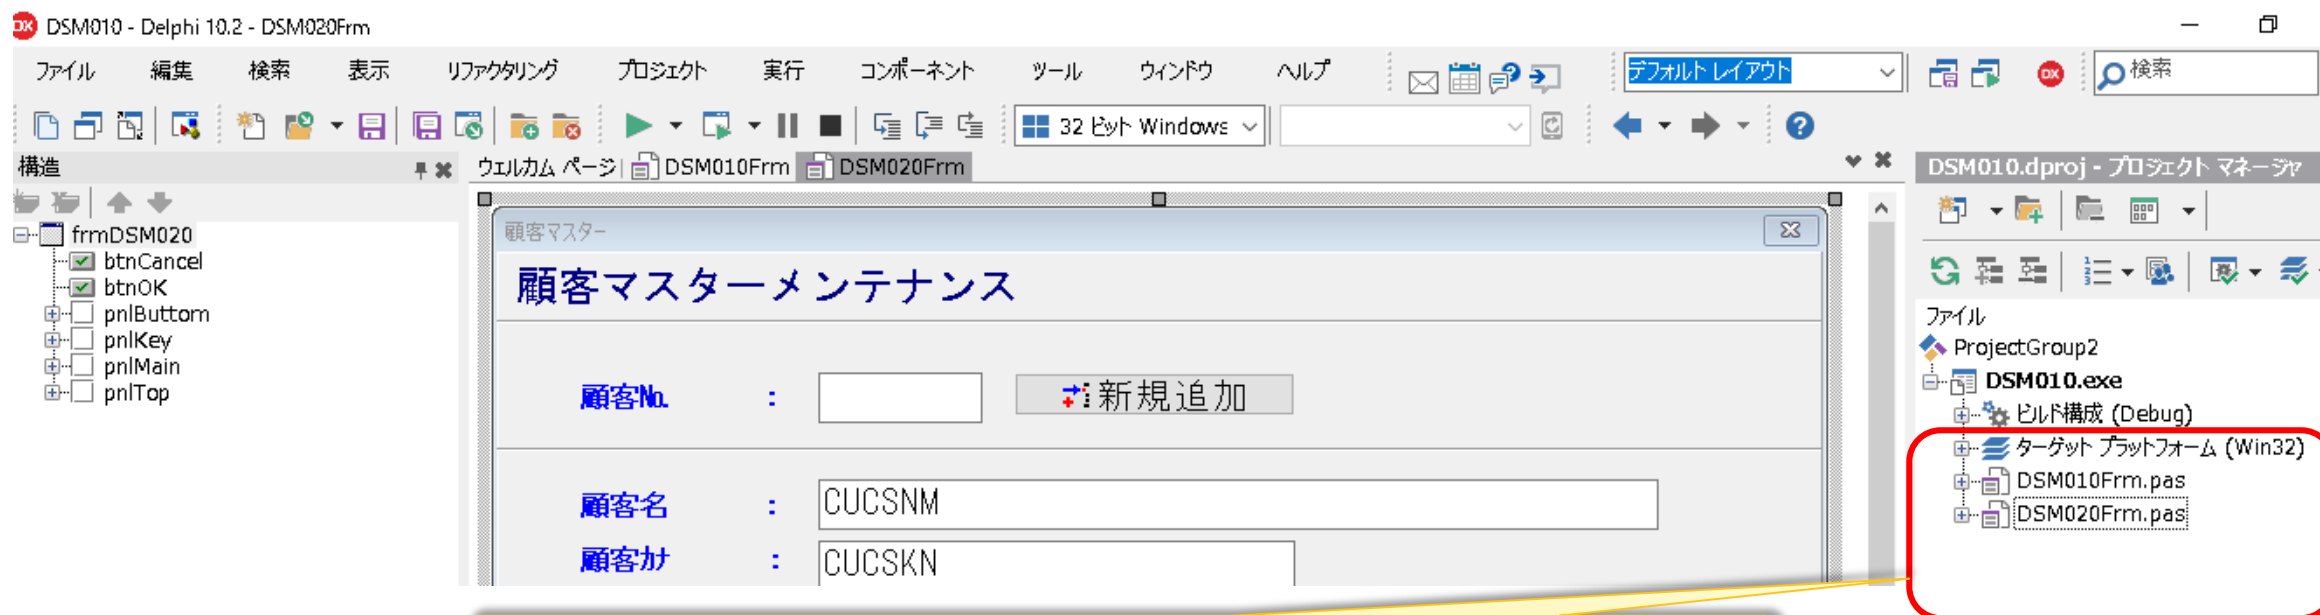 DSM010 - Delphi 10.2 - DSM020Frm
ファイル 編集 検索 表示 リファクタリング プロジェクト 実行 コンポーネント ツール ウィンドウ ヘルプ デフォルト レイアウト 検索
32 ビット Windows
構造
ウェルカム ページ DSM010Frm DSM020Frm
DSM010.dproj - プロジェクト マネージャ
frmDSM020
btnCancel
btnOK
pnlButtom
pnlKey
pnlMain
pnlTop
顧客マスター
顧客マスターメンテナンス
顧客No. : 新規追加
顧客名 : CUCSNM
顧客カナ : CUCSKN
ファイル
ProjectGroup2
DSM010.exe
ビルド構成 (Debug)
ターゲット プラットフォーム (Win32)
DSM010Frm.pas
DSM020Frm.pas